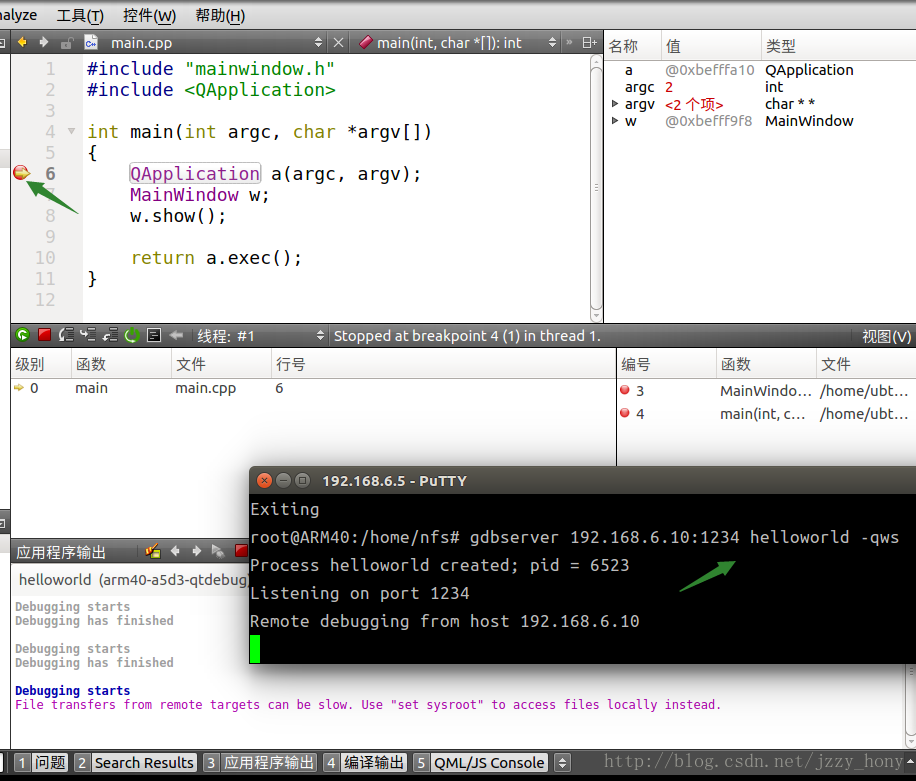 nalyze 工具(T) 控件(W) 帮助(H)
main.cpp main(int, char *[]): int »
名称 值 类型
1 #include "mainwindow.h"
2 #include <QApplication>
3
4 int main(int argc, char *argv[])
5 {
6 QApplication a(argc, argv);
7 MainWindow w;
8 w.show();
9
10 return a.exec();
11 }
12
a @0xbefffa10 QApplication
argc 2 int
argv <2 个项> char * *
w @0xbefff9f8 MainWindow
线程: #1 Stopped at breakpoint 4 (1) in thread 1. 视图(V)
级别 函数 文件 行号
0 main main.cpp 6
编号 函数 文件
3 MainWindo... /home/ubt...
4 main(int, c... /home/ubt...
192.168.6.5 - PuTTY
Exiting
root@ARM40:/home/nfs# gdbserver 192.168.6.10:1234 helloworld -qws
Process helloworld created; pid = 6523
Listening on port 1234
Remote debugging from host 192.168.6.10
应用程序输出
helloworld (arm40-a5d3-qtdebug)
Debugging starts
Debugging has finished
Debugging starts
Debugging has finished
Debugging starts
File transfers from remote targets can be slow. Use "set sysroot" to access files locally instead.
1 问题 2 Search Results 3 应用程序输出 4 编译输出 5 QML/JS Console
http://blog.csdn.net/jzzy_hony